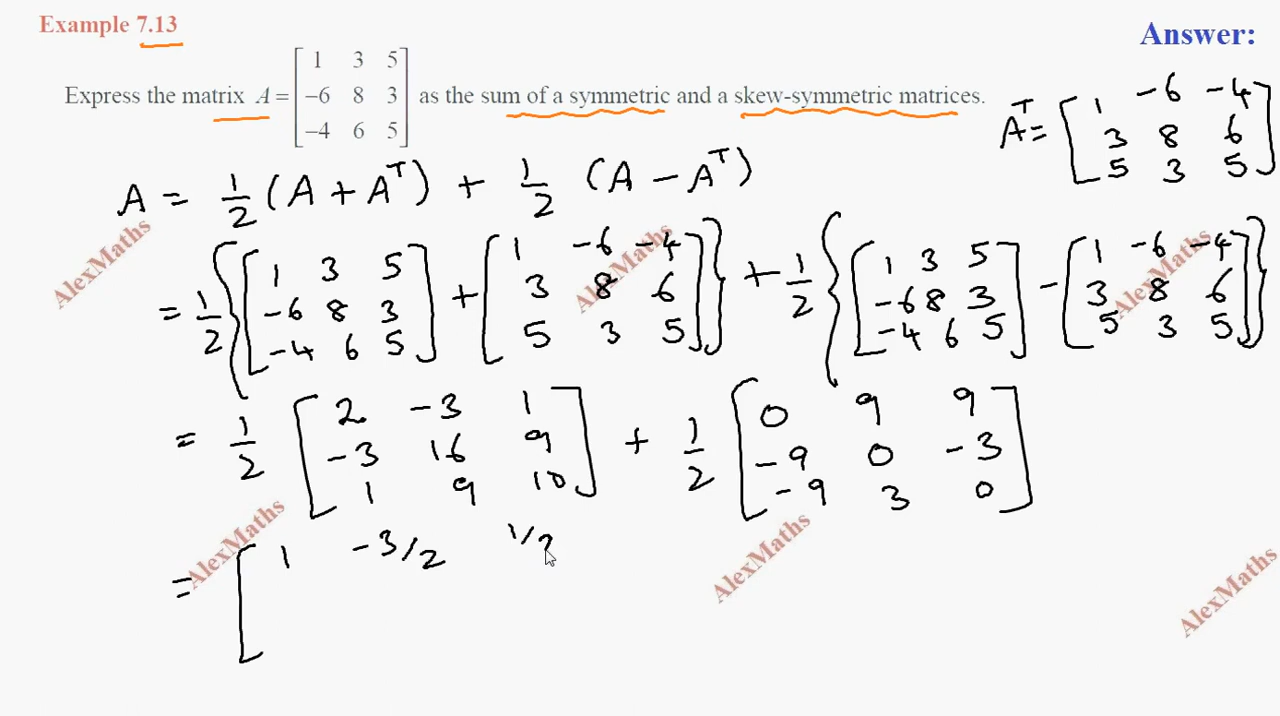 Example 7.13
Answer:
Express the matrix A = [ 1 3 5 ; −6 8 3 ; −4 6 5 ] as the sum of a symmetric and a skew-symmetric matrices.
A^T = [ 1 -6 -4 ; 3 8 6 ; 5 3 5 ]
A = 1/2 (A + A^T) + 1/2 (A - A^T)
= 1/2 { [ 1 3 5 ; -6 8 3 ; -4 6 5 ] + [ 1 -6 -4 ; 3 8 6 ; 5 3 5 ] } + 1/2 { [ 1 3 5 ; -6 8 3 ; -4 6 5 ] - [ 1 -6 -4 ; 3 8 6 ; 5 3 5 ] }
= 1/2 [ 2 -3 1 ; -3 16 9 ; 1 9 10 ] + 1/2 [ 0 9 9 ; -9 0 -3 ; -9 3 0 ]
= [ 1 -3/2 1/2
AlexMaths
AlexMaths
AlexMaths
AlexMaths
AlexMaths
AlexMaths